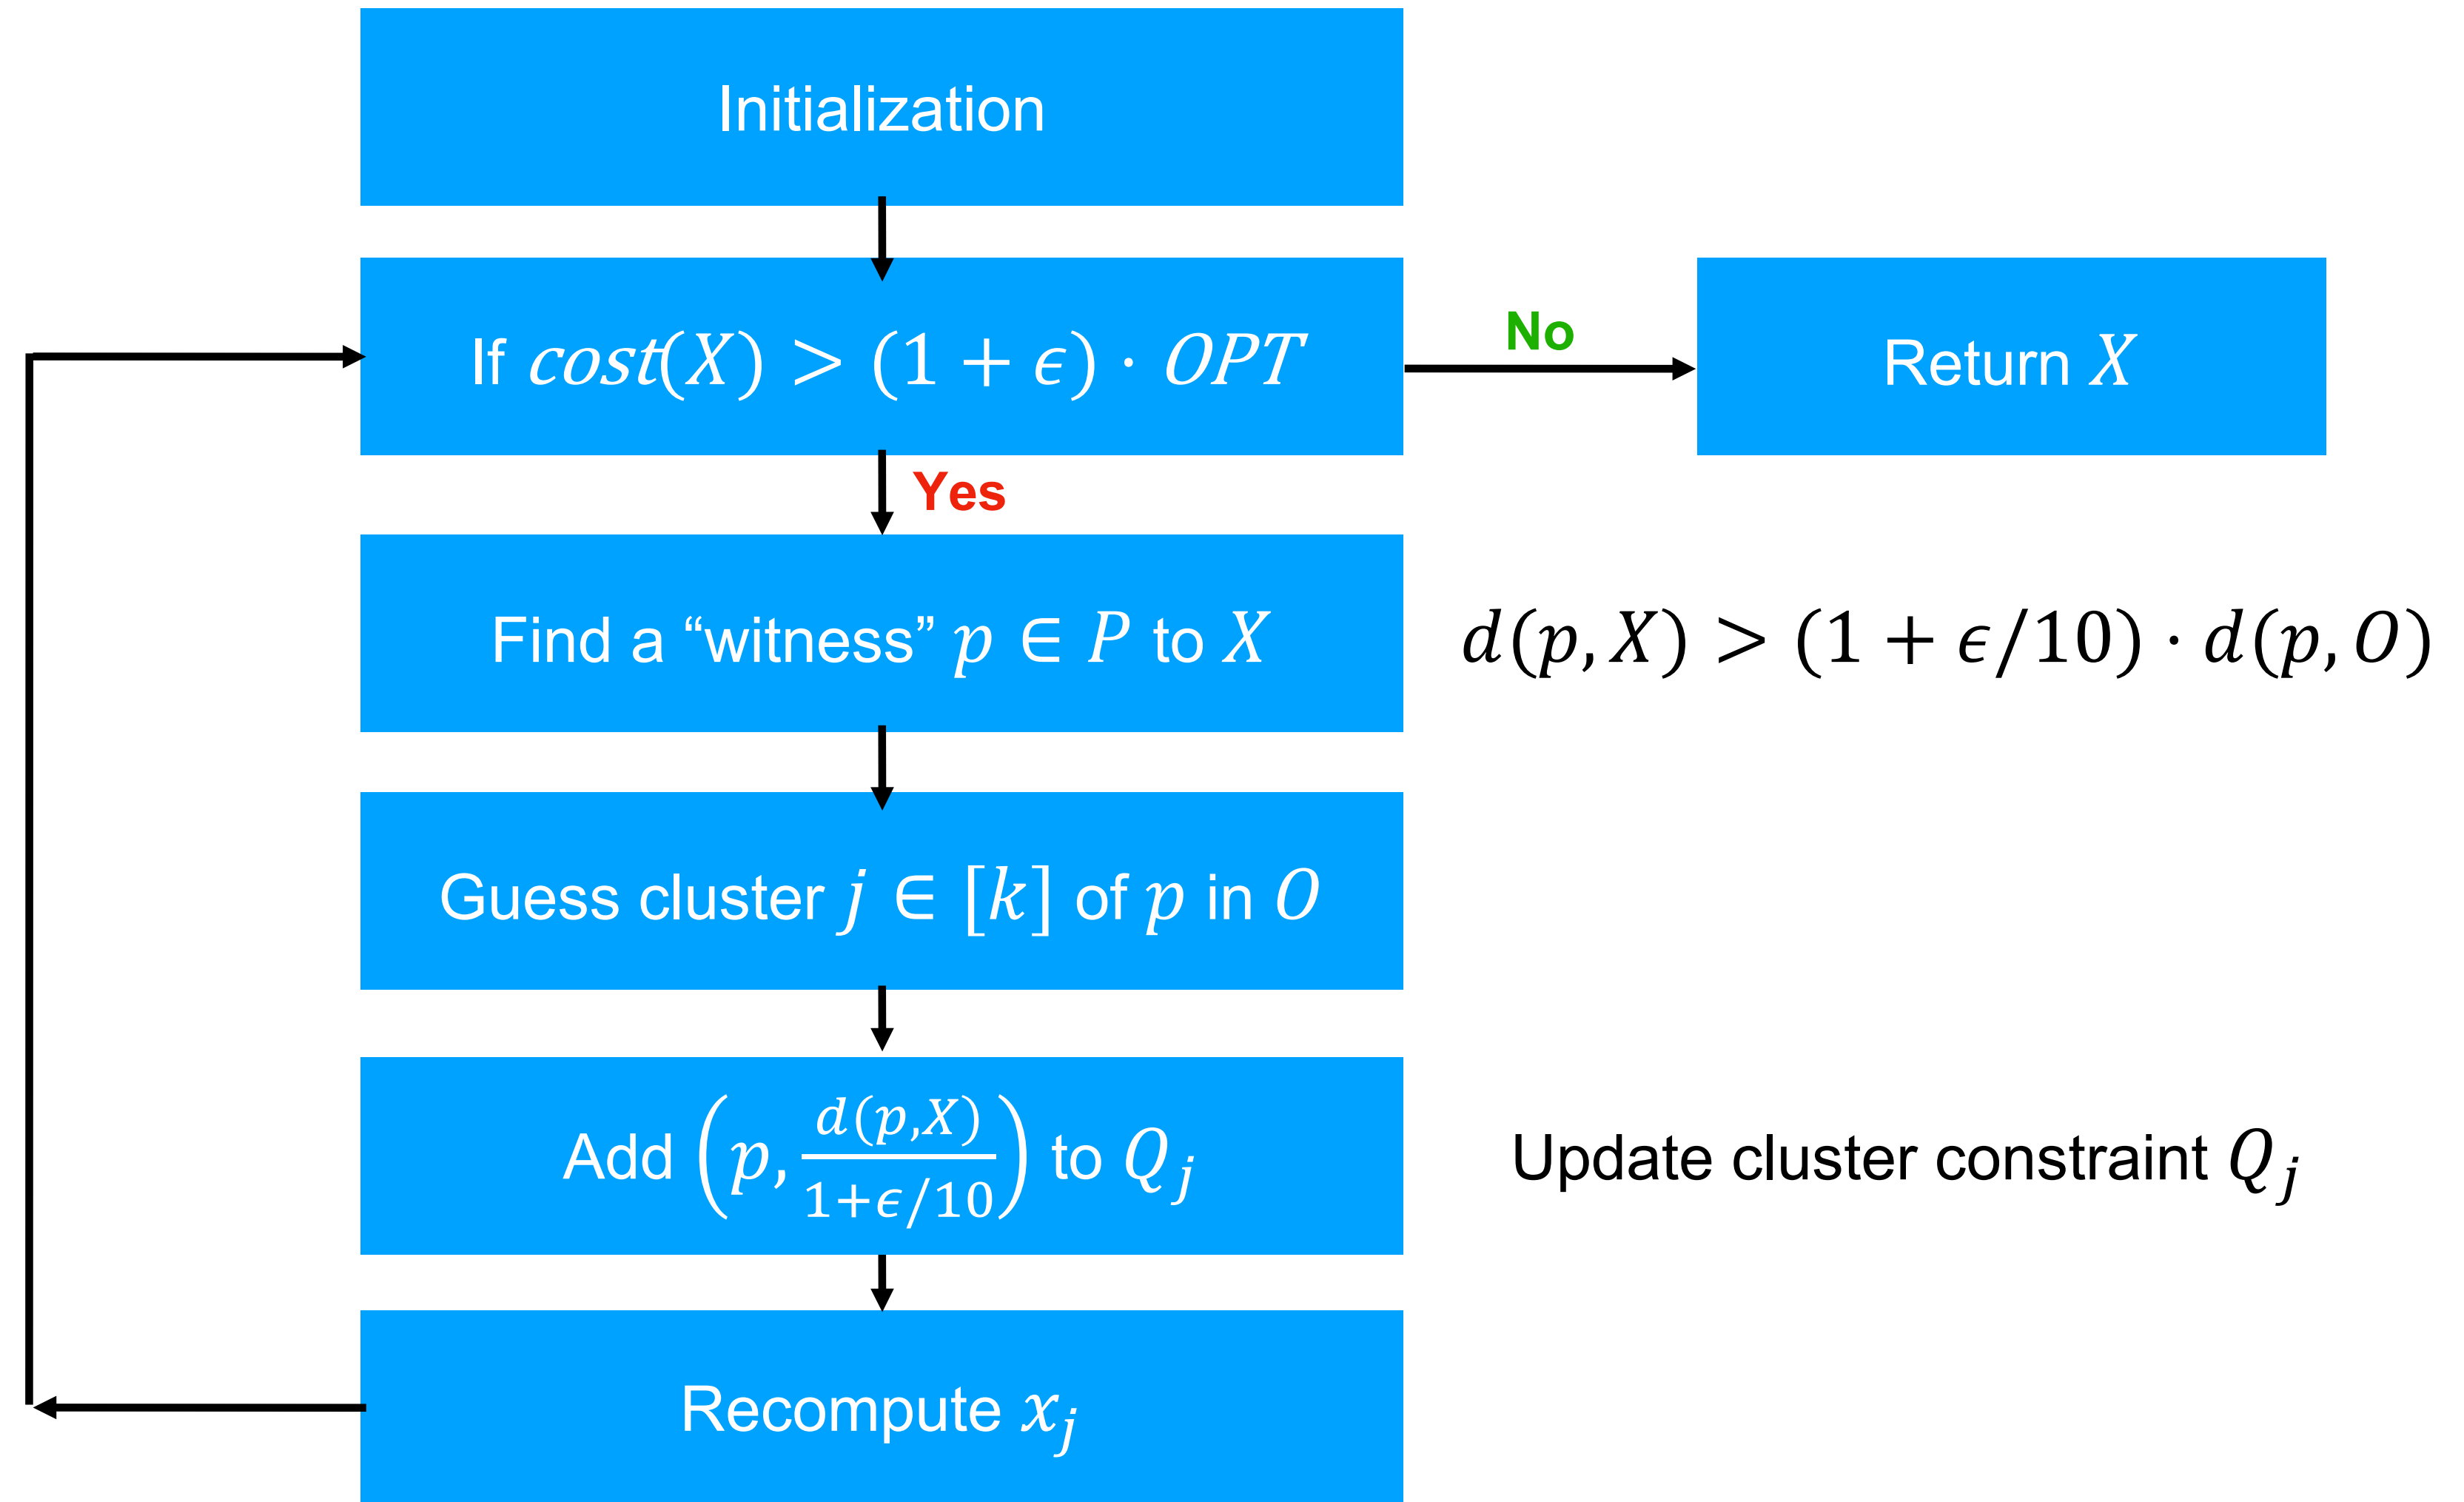 Initialization
If cost(X) > (1 + ϵ) · OPT
No
Return X
Yes
Find a “witness” p ∈ P to X
d(p, X) > (1 + ϵ/10) · d(p, O)
Guess cluster j ∈ [k] of p in O
Add (p, d(p,X)/1+ϵ/10) to Q_j
Update cluster constraint Q_j
Recompute x_j